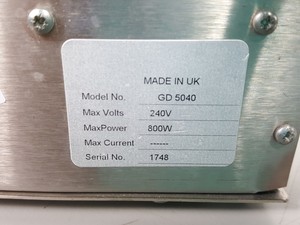 MADE IN UK
Model No. GD 5040
Max Volts 240V
MaxPower 800W
Max Current ------
Serial No. 1748